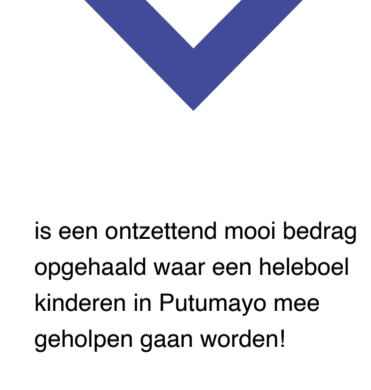 is een ontzettend mooi bedrag
opgehaald waar een heleboel
kinderen in Putumayo mee
geholpen gaan worden!